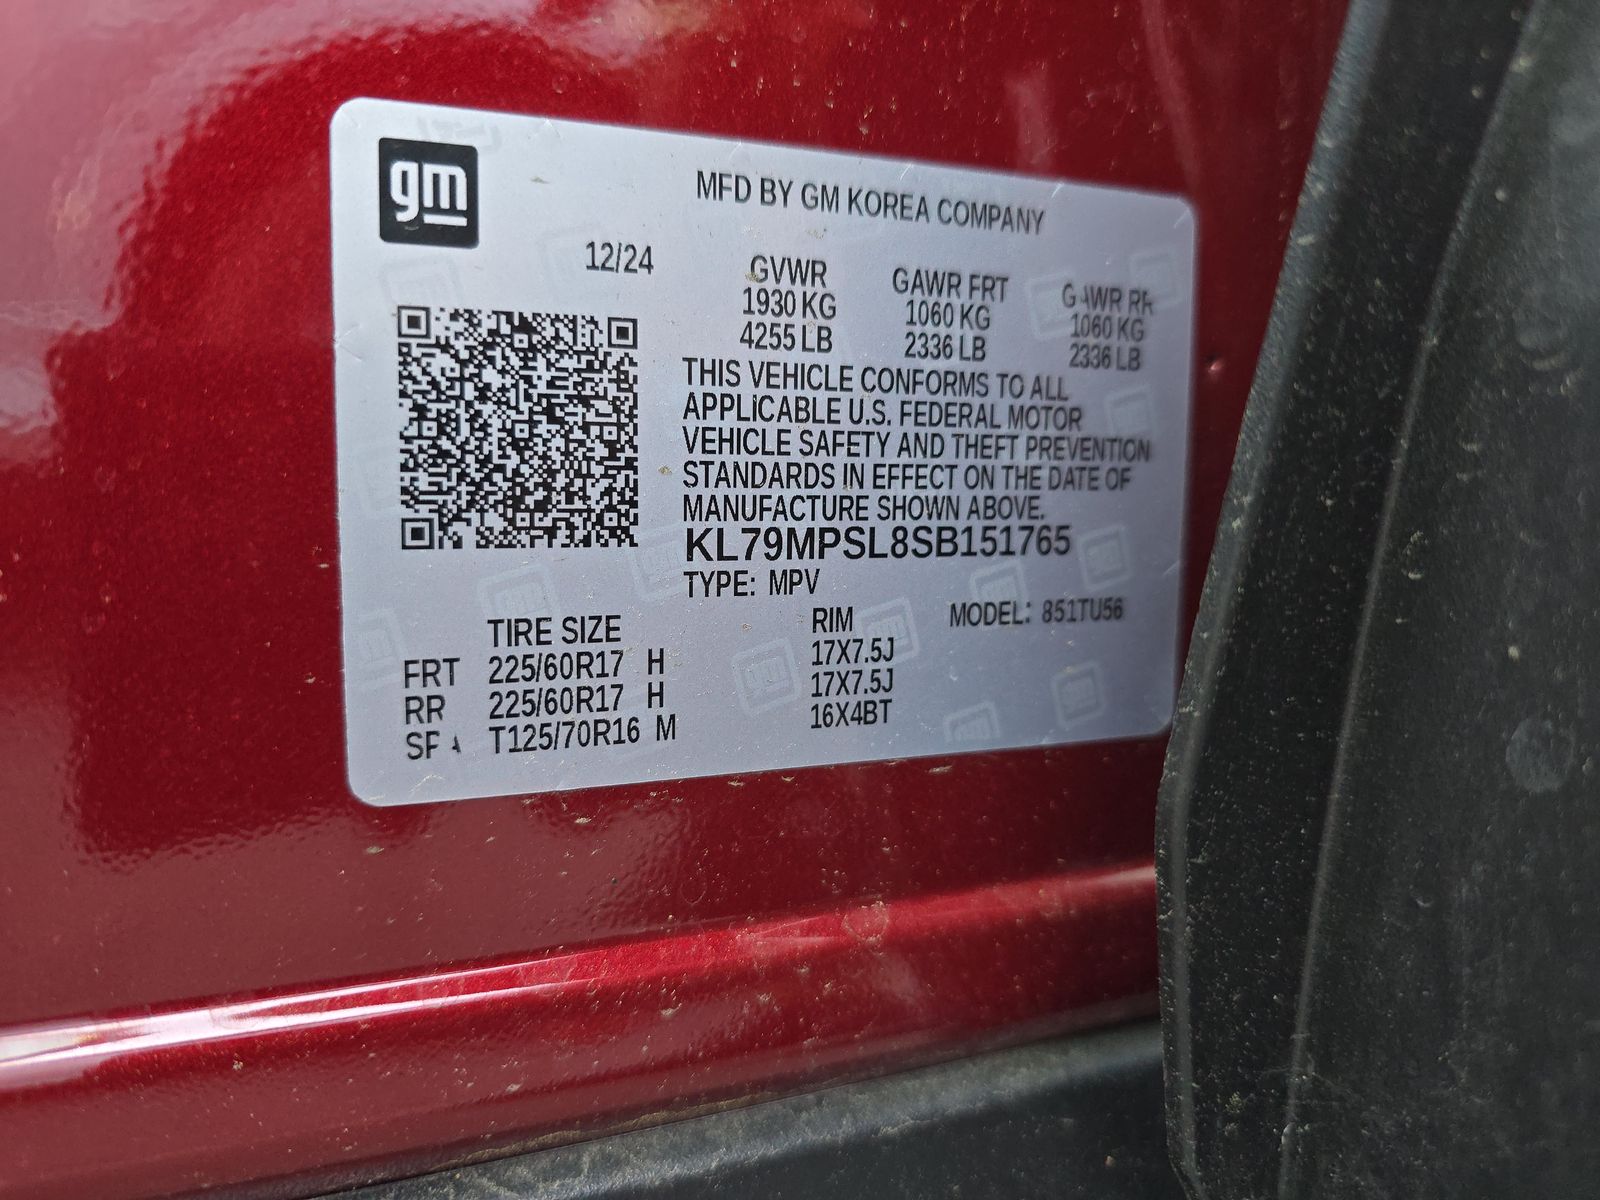 gm
MFD BY GM KOREA COMPANY
12/24
GVWR GAWR FRT GAWR RR
1930 KG 1060 KG 1060 KG
4255 LB 2336 LB 2336 LB
THIS VEHICLE CONFORMS TO ALL
APPLICABLE U.S. FEDERAL MOTOR
VEHICLE SAFETY AND THEFT PREVENTION
STANDARDS IN EFFECT ON THE DATE OF
MANUFACTURE SHOWN ABOVE.
KL79MPSL8SB151765
TYPE: MPV
MODEL: 851TU56
TIRE SIZE RIM
FRT 225/60R17 H 17X7.5J
RR 225/60R17 H 17X7.5J
SPA T125/70R16 M 16X4BT